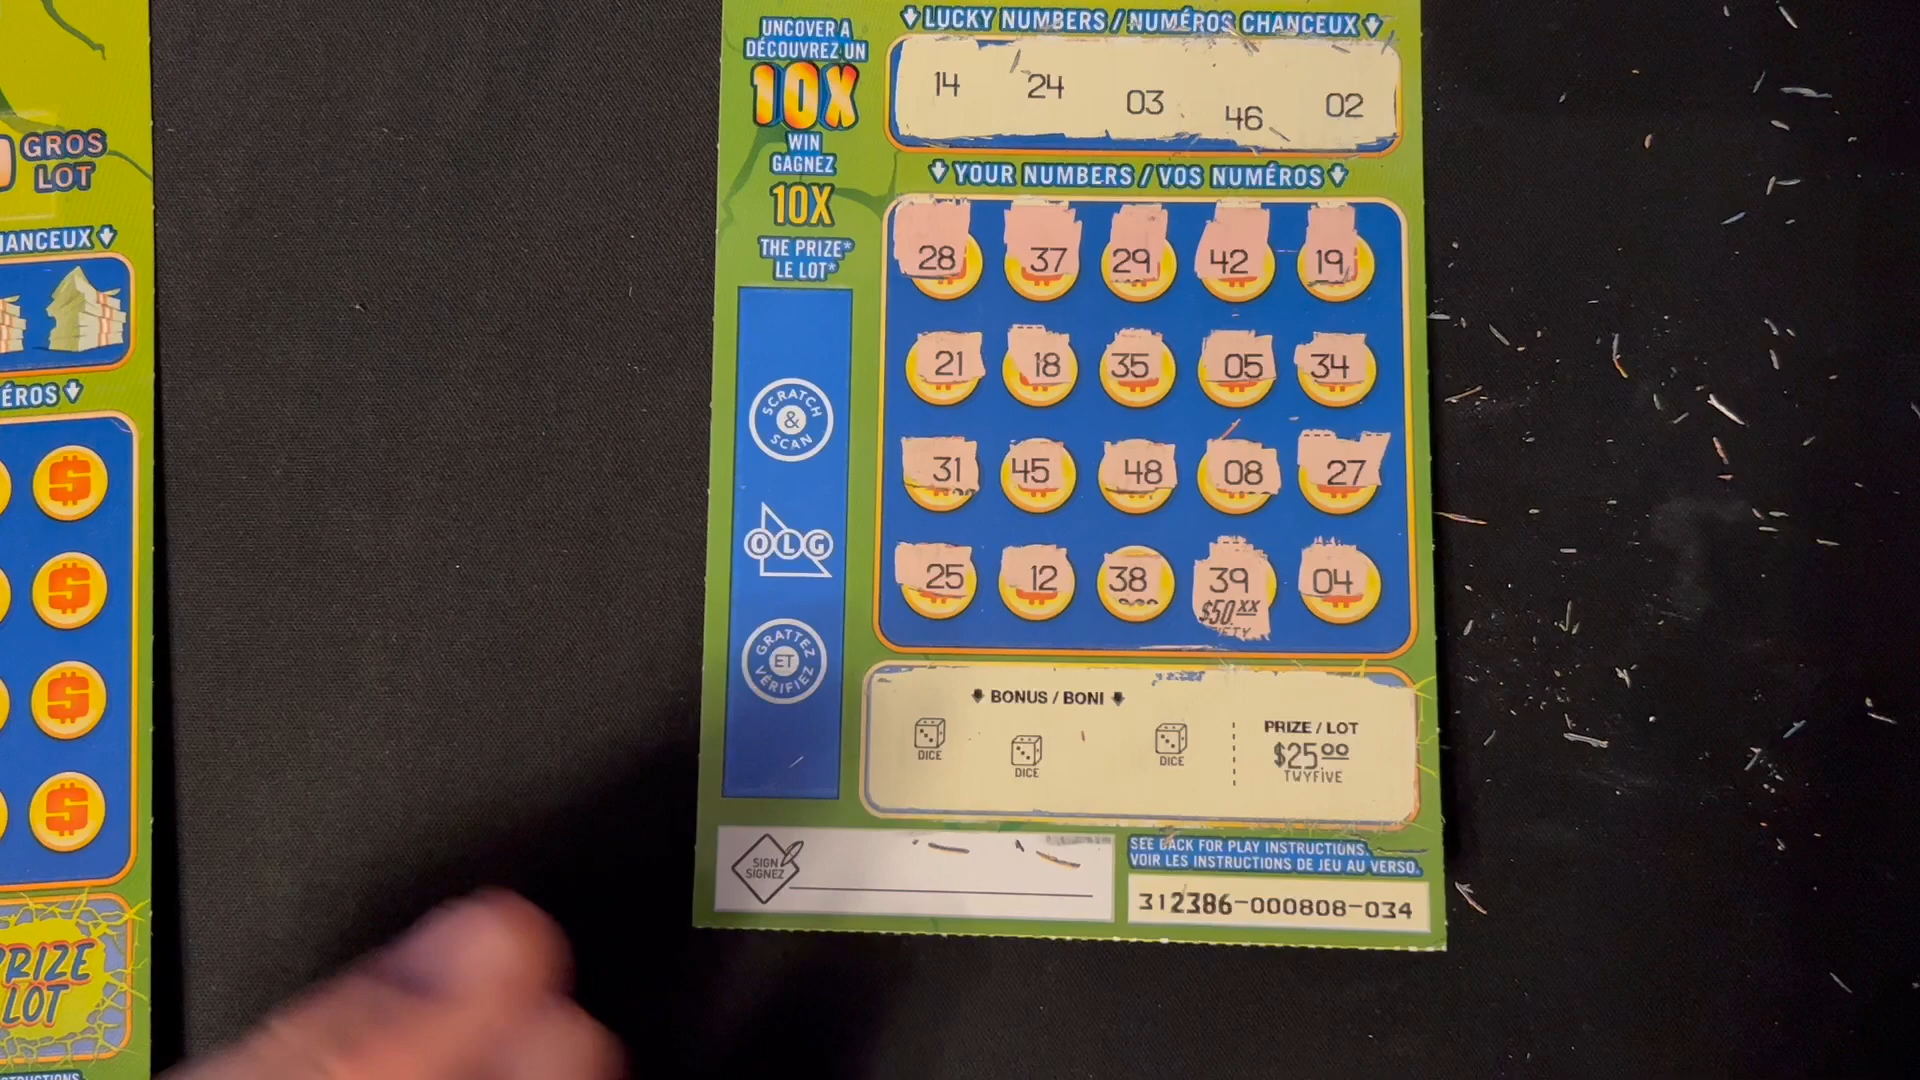 GROS
LOT
UNCOVER A
DÉCOUVREZ UN
10X
WIN
GAGNEZ
10X
THE PRIZE*
LE LOT*
SCRATCH
&
SCAN
OLG
GRATTEZ
ET
VÉRIFIEZ
LUCKY NUMBERS / NUMÉROS CHANCEUX
14 24 03 46 02
YOUR NUMBERS / VOS NUMÉROS
28 37 29 42 19
21 18 35 05 34
31 45 48 08 27
25 12 38 39 04
$50.XX
BONUS / BONI
DICE DICE DICE
PRIZE / LOT
$25.00
TWYFIVE
SIGN
SIGNEZ
SEE BACK FOR PLAY INSTRUCTIONS.
VOIR LES INSTRUCTIONS DE JEU AU VERSO.
312386-000808-034
LOT